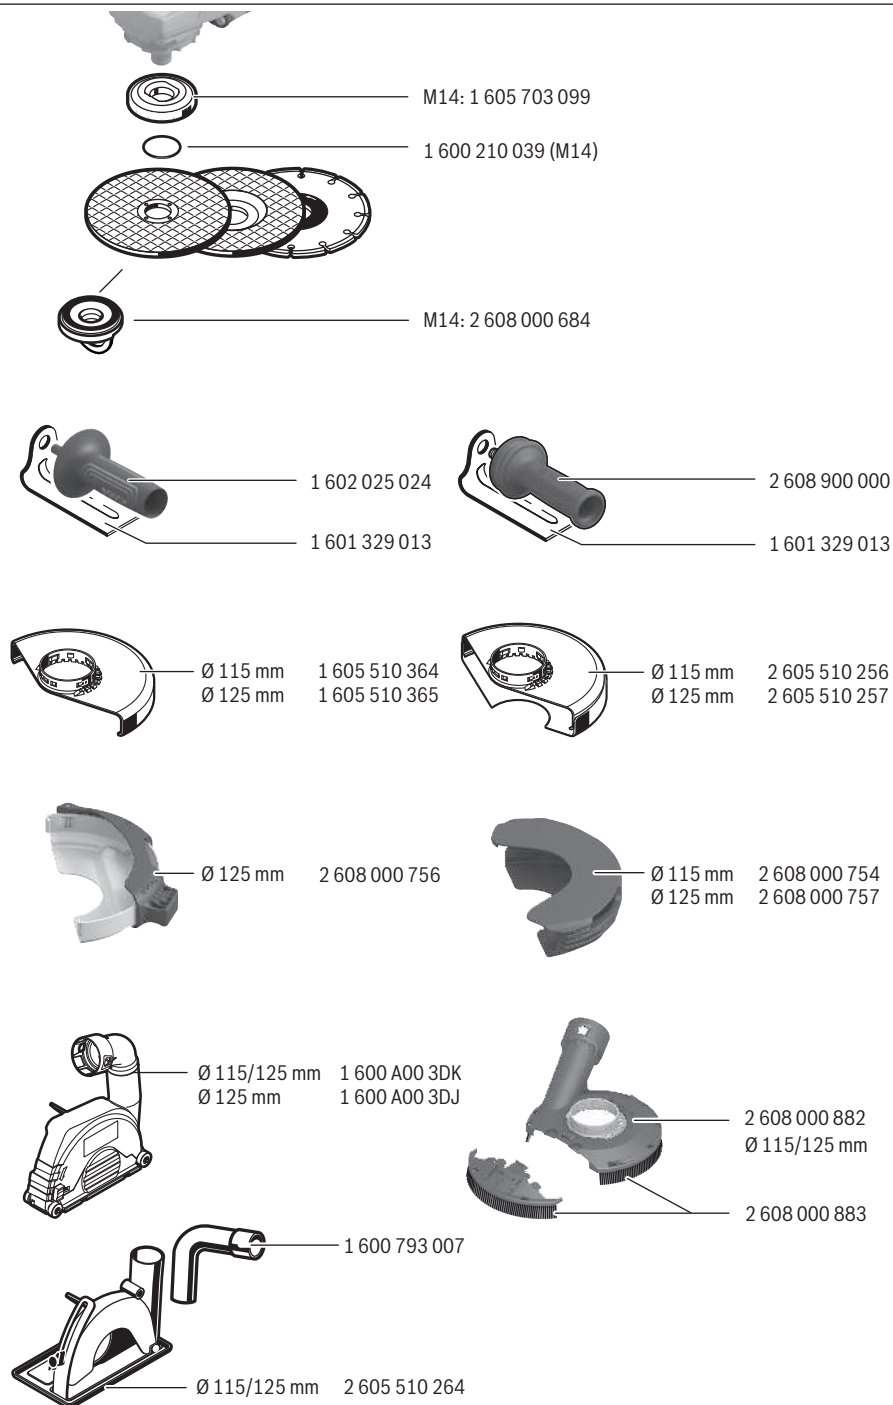 M14: 1 605 703 099
1 600 210 039 (M14)
M14: 2 608 000 684
1 602 025 024
2 608 900 000
1 601 329 013
1 601 329 013
Ø 115 mm 1 605 510 364
Ø 125 mm 1 605 510 365
Ø 115 mm 2 605 510 256
Ø 125 mm 2 605 510 257
Ø 125 mm 2 608 000 756
Ø 115 mm 2 608 000 754
Ø 125 mm 2 608 000 757
Ø 115/125 mm 1 600 A00 3DK
Ø 125 mm 1 600 A00 3DJ
2 608 000 882
Ø 115/125 mm
2 608 000 883
1 600 793 007
Ø 115/125 mm 2 605 510 264